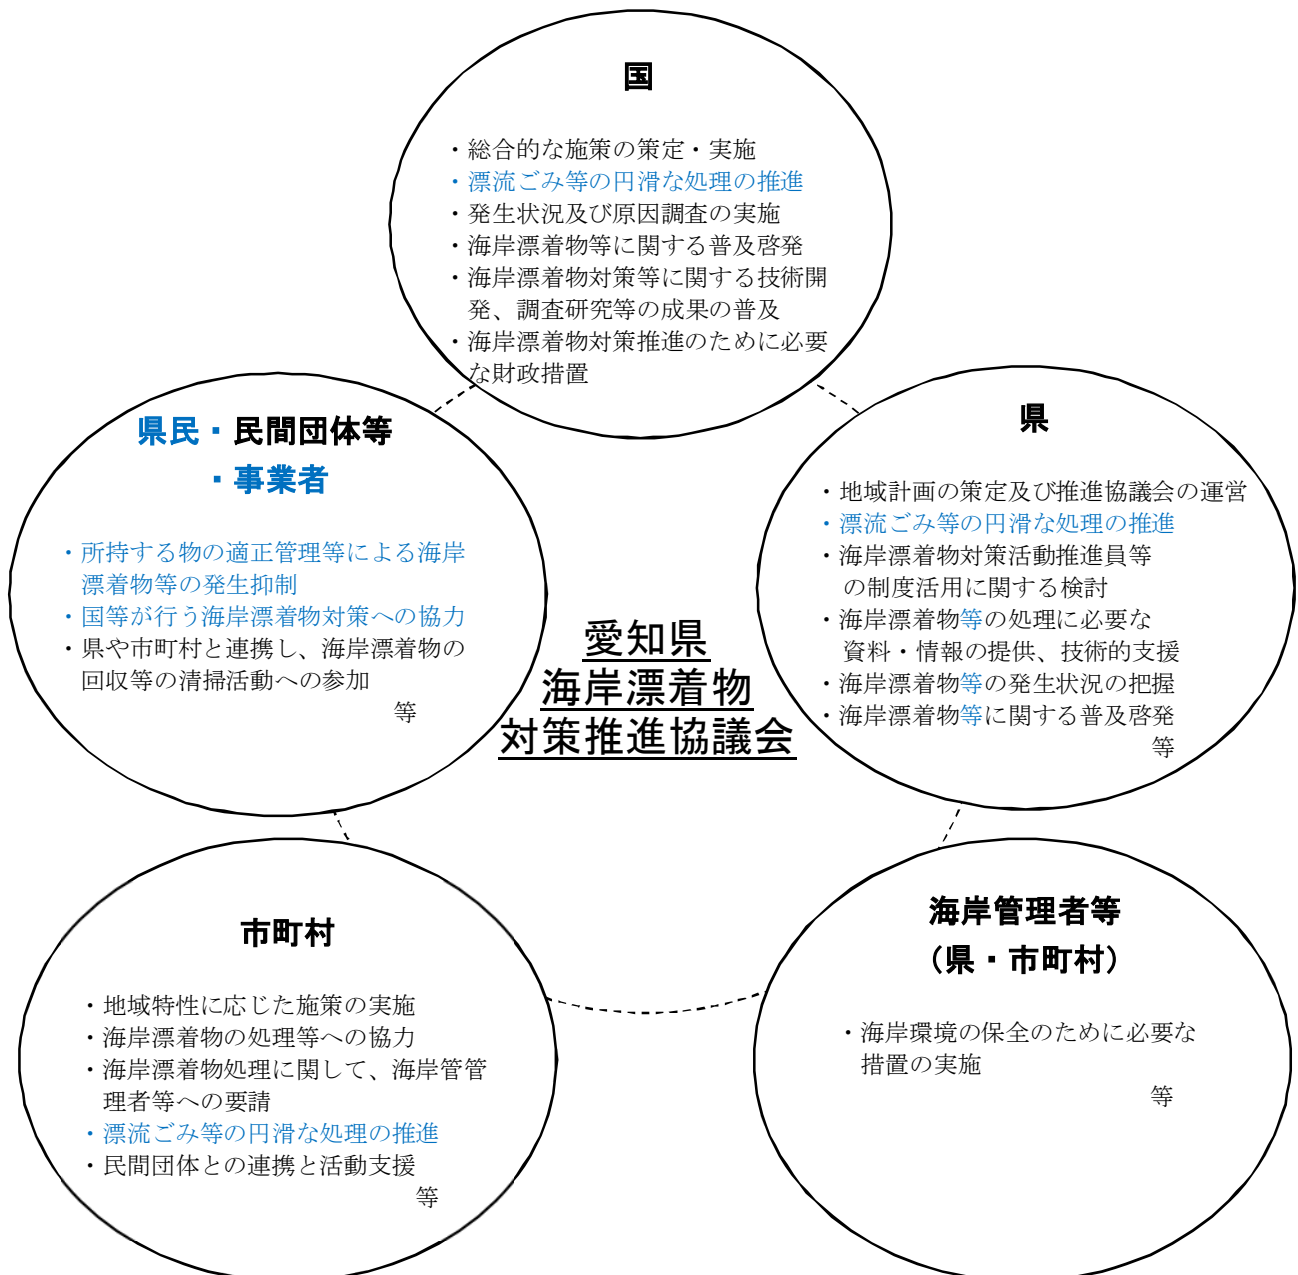 国
・総合的な施策の策定・実施
・漂流ごみ等の円滑な処理の推進
・発生状況及び原因調査の実施
・海岸漂着物等に関する普及啓発
・海岸漂着物対策等に関する技術開
発、調査研究等の成果の普及
・海岸漂着物対策推進のために必要
な財政措置
県民・民間団体等
・事業者
・所持する物の適正管理等による海岸
漂着物等の発生抑制
・国等が行う海岸漂着物対策への協力
・県や市町村と連携し、海岸漂着物の
回収等の清掃活動への参加
等
県
・地域計画の策定及び推進協議会の運営
・漂流ごみ等の円滑な処理の推進
・海岸漂着物対策活動推進員等
の制度活用に関する検討
・海岸漂着物等の処理に必要な
資料・情報の提供、技術的支援
・海岸漂着物等の発生状況の把握
・海岸漂着物等に関する普及啓発
等
愛知県
海岸漂着物
対策推進協議会
市町村
・地域特性に応じた施策の実施
・海岸漂着物の処理等への協力
・海岸漂着物処理に関して、海岸管管
理者等への要請
・漂流ごみ等の円滑な処理の推進
・民間団体との連携と活動支援
等
海岸管理者等
（県・市町村）
・海岸環境の保全のために必要な
措置の実施
等